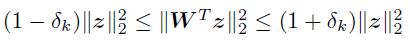 (1 − δ_k)‖z‖₂² ≤ ‖W^T z‖₂² ≤ (1 + δ_k)‖z‖₂²